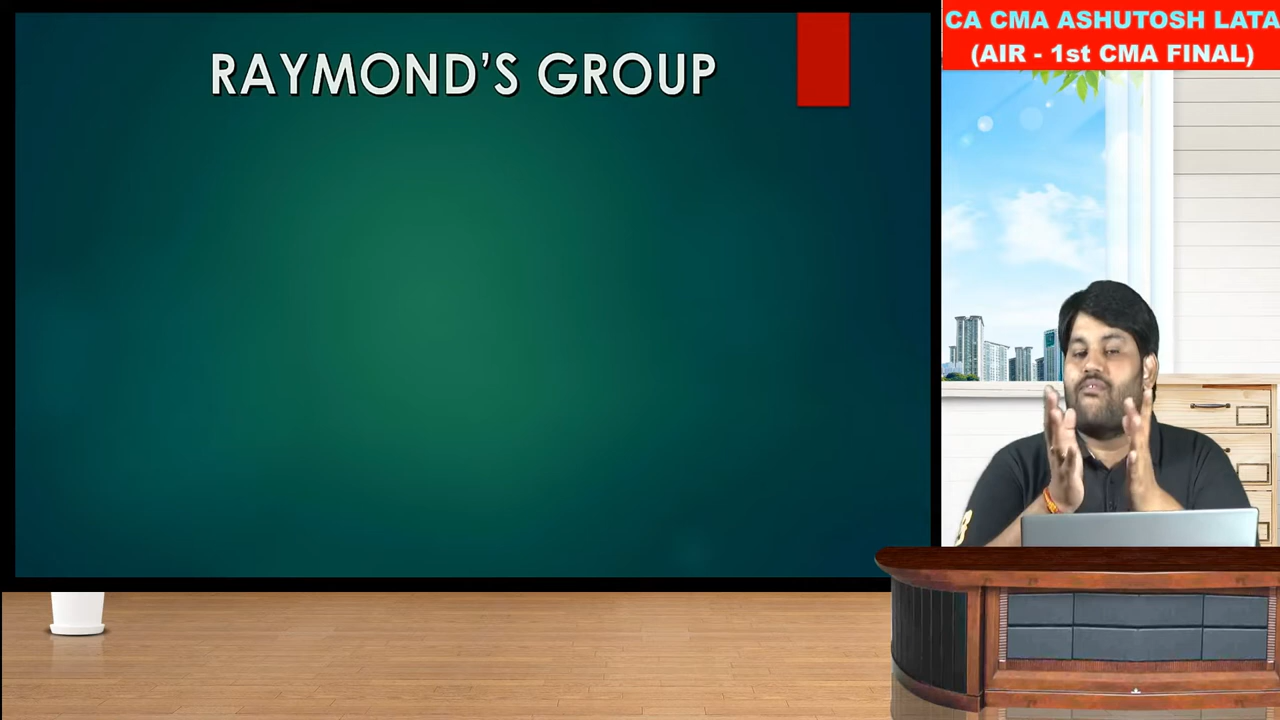 RAYMOND’S GROUP
CA CMA ASHUTOSH LATA
(AIR - 1st CMA FINAL)